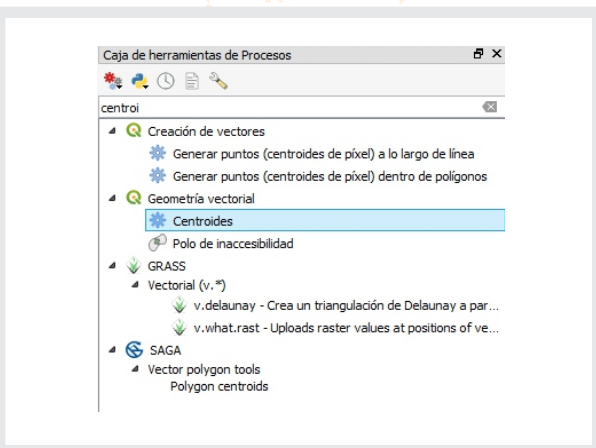 Caja de herramientas de Procesos
centroi
Creación de vectores
Generar puntos (centroides de píxel) a lo largo de línea
Generar puntos (centroides de píxel) dentro de polígonos
Geometría vectorial
Centroides
Polo de inaccesibilidad
GRASS
Vectorial (v.*)
v.delaunay - Crea un triangulación de Delaunay a par...
v.what.rast - Uploads raster values at positions of ve...
SAGA
Vector polygon tools
Polygon centroids